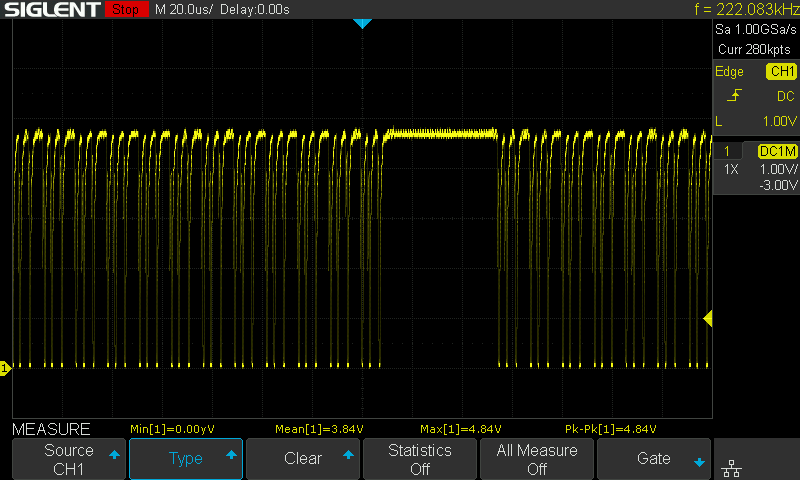 SIGLENT Stop M 20.0us/ Delay:0.00s f = 222.083kHz
Sa 1.00GSa/s
Curr 280kpts
Edge CH1
DC
L 1.00V
1 DC1M
1X 1.00V/
-3.00V
1
MEASURE Min[1]=0.00yV Mean[1]=3.84V Max[1]=4.84V Pk-Pk[1]=4.84V
Source CH1
Type
Clear
Statistics Off
All Measure Off
Gate